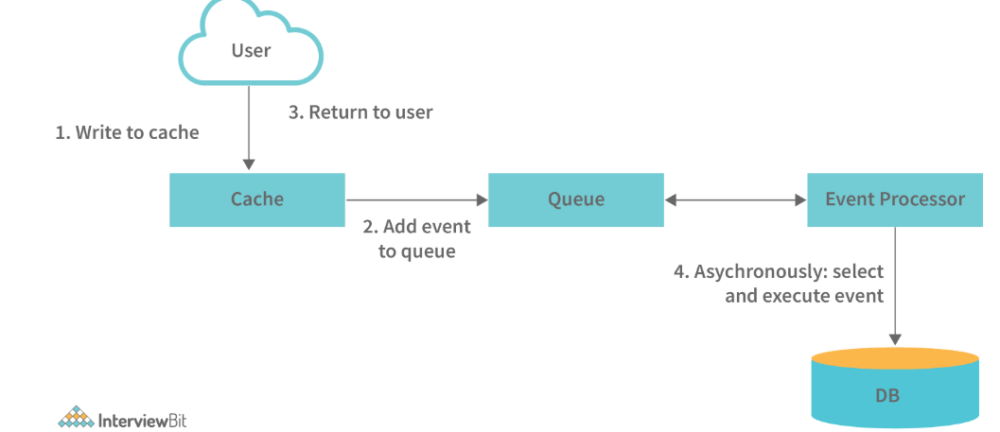 User
3. Return to user
1. Write to cache
Cache
Queue
Event Processor
2. Add event
to queue
4. Asychronously: select
and execute event
DB
InterviewBit